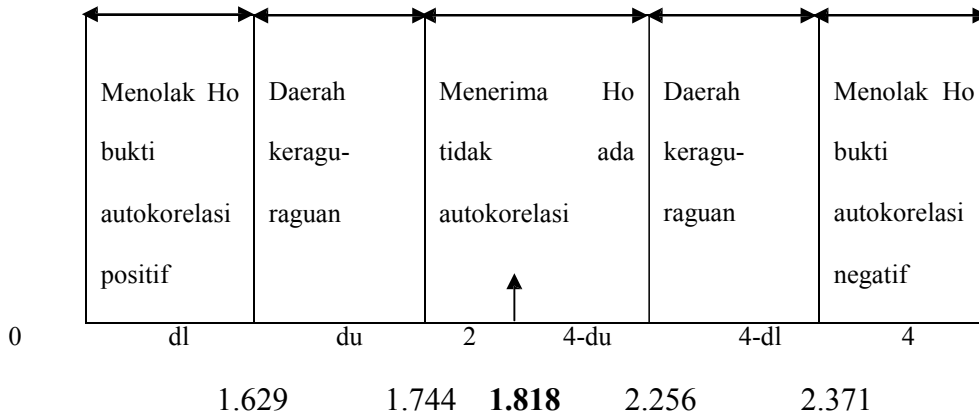 Menolak Ho
bukti
autokorelasi
positif
Daerah
keragu-
raguan
Menerima Ho
tidak ada
autokorelasi
Daerah
keragu-
raguan
Menolak Ho
bukti
autokorelasi
negatif
0 dl du 2 4-du 4-dl 4
1.629 1.744 1.818 2.256 2.371